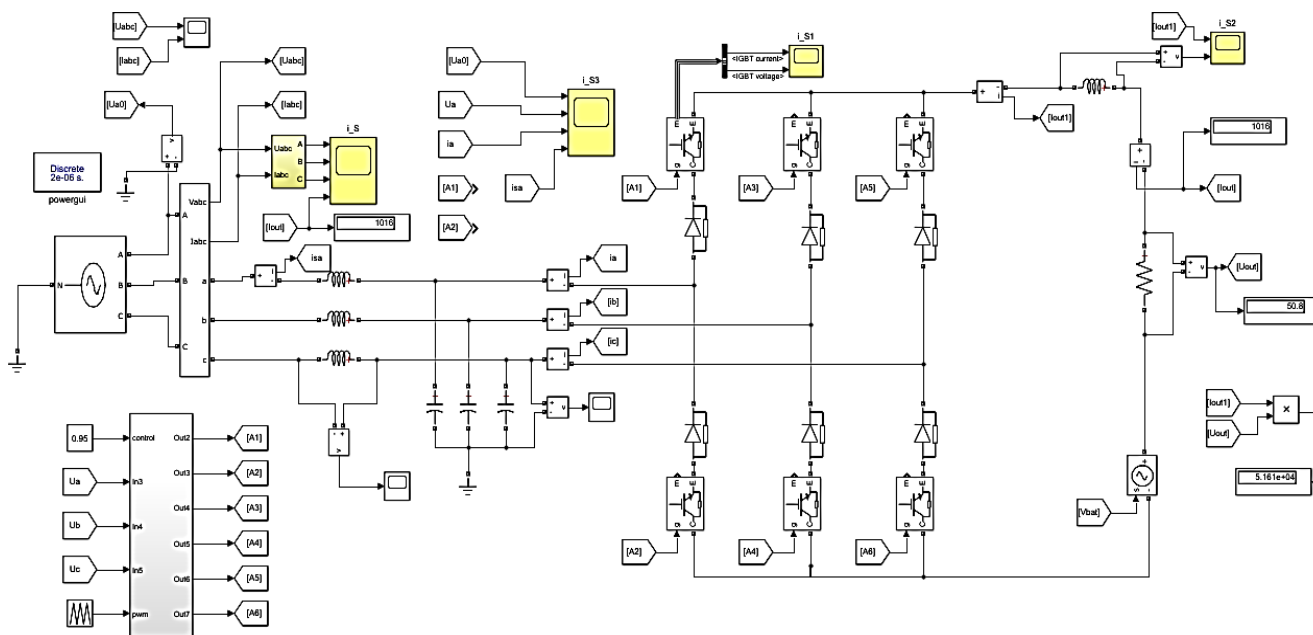 [Uabc]
[Iabc]
[Ua0]
Discrete
2e-06 s.
powergui
N
A
B
C
A
B
C
Vabc
Iabc
a
b
c
[Uabc]
[Iabc]
Uabc
Iabc
A
B
C
i_S
[Iout]
1016
isa
[Ua0]
Ua
ia
isa
i_S3
[A1]
[A2]
ia
[ib]
[ic]
i_S1
<IGBT current>
<IGBT voltage>
[A1]
[A3]
[A5]
[A2]
[A4]
[A6]
[Iout1]
i_S2
[Iout1]
1016
[Iout]
[Uout]
50.8
[Iout1]
[Uout]
×
5.161e+04
[Vbat]
0.95
Ua
Ub
Uc
control
In3
In4
In5
pwm
Out2
Out3
Out4
Out5
Out6
Out7
[A1]
[A2]
[A3]
[A4]
[A5]
[A6]